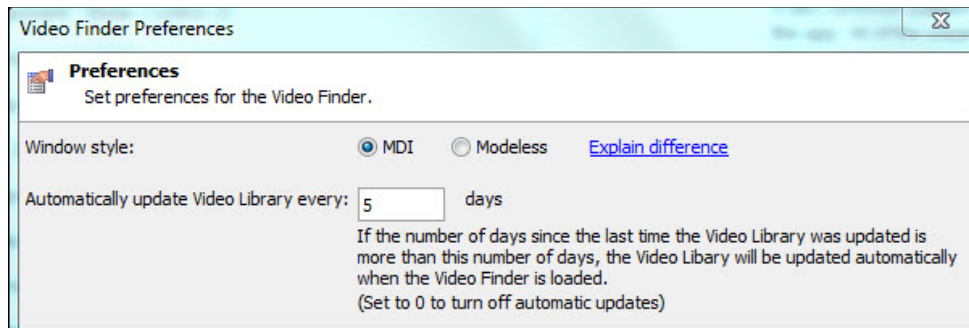 Video Finder Preferences
Preferences
Set preferences for the Video Finder.
Window style: MDI Modeless Explain difference
Automatically update Video Library every: 5 days
If the number of days since the last time the Video Library was updated is
more than this number of days, the Video Libary will be updated automatically
when the Video Finder is loaded.
(Set to 0 to turn off automatic updates)